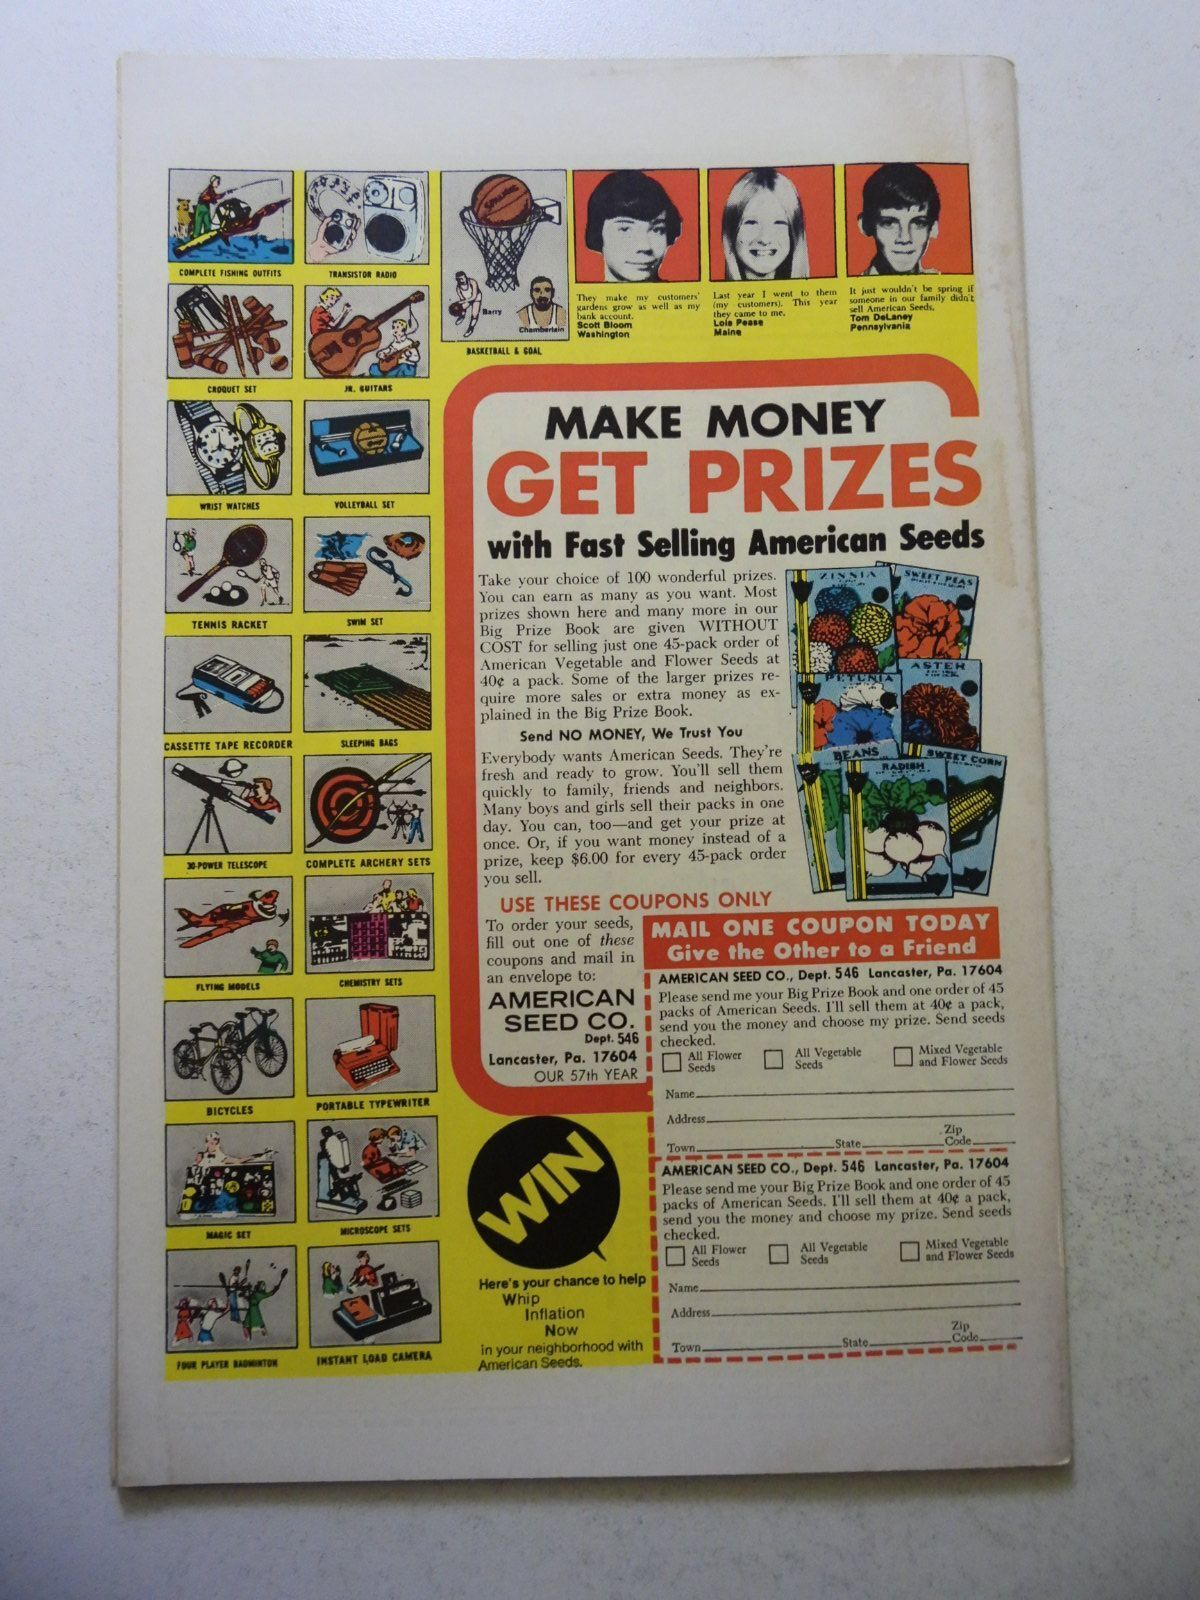 COMPLETE FISHING OUTFITS
TRANSISTOR RADIO
CROQUET SET
JR. GUITARS
WRIST WATCHES
VOLLEYBALL SET
TENNIS RACKET
SWIM SET
CASSETTE TAPE RECORDER
SLEEPING BAGS
30-POWER TELESCOPE
COMPLETE ARCHERY SETS
FLYING MODELS
CHEMISTRY SETS
BICYCLES
PORTABLE TYPEWRITER
MAGIC SET
MICROSCOPE SETS
FOUR PLAYER BADMINTON
INSTANT LOAD CAMERA
SPALDING
Barry
Chamberlain
BASKETBALL & GOAL
They make my customers'
gardens grow as well as my
bank account.
Scott Bloom
Washington
Last year I went to them
(my customers). This year
they came to me.
Lois Pease
Maine
It just wouldn't be spring if
someone in our family didn't
sell American Seeds.
Tom DeLaney
Pennsylvania
MAKE MONEY
GET PRIZES
with Fast Selling American Seeds
Take your choice of 100 wonderful prizes.
You can earn as many as you want. Most
prizes shown here and many more in our
Big Prize Book are given WITHOUT
COST for selling just one 45-pack order of
American Vegetable and Flower Seeds at
40¢ a pack. Some of the larger prizes re-
quire more sales or extra money as ex-
plained in the Big Prize Book.
Send NO MONEY, We Trust You
Everybody wants American Seeds. They're
fresh and ready to grow. You'll sell them
quickly to family, friends and neighbors.
Many boys and girls sell their packs in one
day. You can, too—and get your prize at
once. Or, if you want money instead of a
prize, keep $6.00 for every 45-pack order
you sell.
ZINNIA
SWEET PEAS
ASTER
PETUNIA
BEANS
RADISH
SWEET CORN
USE THESE COUPONS ONLY
To order your seeds,
fill out one of these
coupons and mail in
an envelope to:
AMERICAN
SEED CO.
Dept. 546
Lancaster, Pa. 17604
OUR 57th YEAR
MAIL ONE COUPON TODAY
Give the Other to a Friend
AMERICAN SEED CO., Dept. 546 Lancaster, Pa. 17604
Please send me your Big Prize Book and one order of 45
packs of American Seeds. I'll sell them at 40¢ a pack,
send you the money and choose my prize. Send seeds
checked.
All Flower Seeds All Vegetable Seeds Mixed Vegetable and Flower Seeds
Name
Address
Town State Zip Code
AMERICAN SEED CO., Dept. 546 Lancaster, Pa. 17604
Please send me your Big Prize Book and one order of 45
packs of American Seeds. I'll sell them at 40¢ a pack,
send you the money and choose my prize. Send seeds
checked.
All Flower Seeds All Vegetable Seeds Mixed Vegetable and Flower Seeds
Name
Address
Town State Zip Code
WIN
Here's your chance to help
Whip
Inflation
Now
in your neighborhood with
American Seeds.